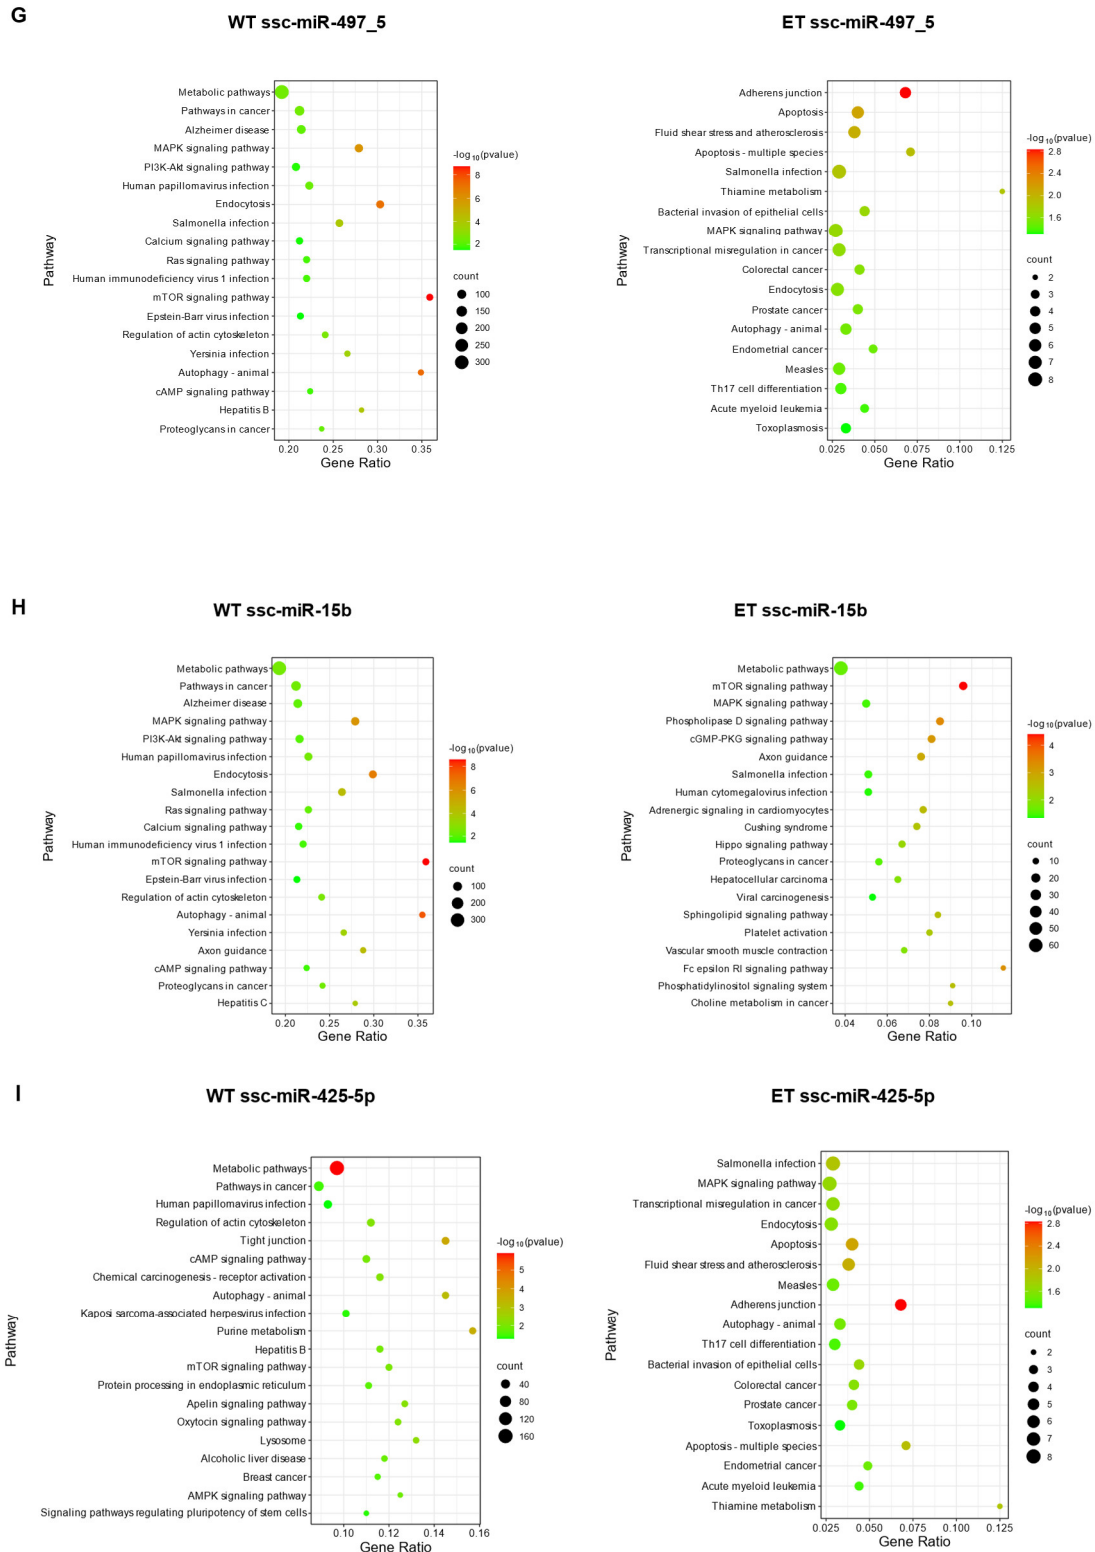 G
WT ssc-miR-497_5
ET ssc-miR-497_5
Pathway
Metabolic pathways
Pathways in cancer
Alzheimer disease
MAPK signaling pathway
PI3K-Akt signaling pathway
Human papillomavirus infection
Endocytosis
Salmonella infection
Calcium signaling pathway
Ras signaling pathway
Human immunodeficiency virus 1 infection
mTOR signaling pathway
Epstein-Barr virus infection
Regulation of actin cytoskeleton
Yersinia infection
Autophagy - animal
cAMP signaling pathway
Hepatitis B
Proteoglycans in cancer
0.20 0.25 0.30 0.35
Gene Ratio
-log10(pvalue)
8
6
4
2
count
100
150
200
250
300
Pathway
Adherens junction
Apoptosis
Fluid shear stress and atherosclerosis
Apoptosis - multiple species
Salmonella infection
Thiamine metabolism
Bacterial invasion of epithelial cells
MAPK signaling pathway
Transcriptional misregulation in cancer
Colorectal cancer
Endocytosis
Prostate cancer
Autophagy - animal
Endometrial cancer
Measles
Th17 cell differentiation
Acute myeloid leukemia
Toxoplasmosis
0.025 0.050 0.075 0.100 0.125
Gene Ratio
-log10(pvalue)
2.8
2.4
2.0
1.6
count
2
3
4
5
6
7
8
H
WT ssc-miR-15b
ET ssc-miR-15b
Pathway
Metabolic pathways
Pathways in cancer
Alzheimer disease
MAPK signaling pathway
PI3K-Akt signaling pathway
Human papillomavirus infection
Endocytosis
Salmonella infection
Ras signaling pathway
Calcium signaling pathway
Human immunodeficiency virus 1 infection
mTOR signaling pathway
Epstein-Barr virus infection
Regulation of actin cytoskeleton
Autophagy - animal
Yersinia infection
Axon guidance
cAMP signaling pathway
Proteoglycans in cancer
Hepatitis C
0.20 0.25 0.30 0.35
Gene Ratio
-log10(pvalue)
8
6
4
2
count
100
200
300
Pathway
Metabolic pathways
mTOR signaling pathway
MAPK signaling pathway
Phospholipase D signaling pathway
cGMP-PKG signaling pathway
Axon guidance
Salmonella infection
Human cytomegalovirus infection
Adrenergic signaling in cardiomyocytes
Cushing syndrome
Hippo signaling pathway
Proteoglycans in cancer
Hepatocellular carcinoma
Viral carcinogenesis
Sphingolipid signaling pathway
Platelet activation
Vascular smooth muscle contraction
Fc epsilon RI signaling pathway
Phosphatidylinositol signaling system
Choline metabolism in cancer
0.04 0.06 0.08 0.10
Gene Ratio
-log10(pvalue)
4
3
2
count
10
20
30
40
50
60
I
WT ssc-miR-425-5p
ET ssc-miR-425-5p
Pathway
Metabolic pathways
Pathways in cancer
Human papillomavirus infection
Regulation of actin cytoskeleton
Tight junction
cAMP signaling pathway
Chemical carcinogenesis - receptor activation
Autophagy - animal
Kaposi sarcoma-associated herpesvirus infection
Purine metabolism
Hepatitis B
mTOR signaling pathway
Protein processing in endoplasmic reticulum
Apelin signaling pathway
Oxytocin signaling pathway
Lysosome
Alcoholic liver disease
Breast cancer
AMPK signaling pathway
Signaling pathways regulating pluripotency of stem cells
0.10 0.12 0.14 0.16
Gene Ratio
-log10(pvalue)
5
4
3
2
count
40
80
120
160
Pathway
Salmonella infection
MAPK signaling pathway
Transcriptional misregulation in cancer
Endocytosis
Apoptosis
Fluid shear stress and atherosclerosis
Measles
Adherens junction
Autophagy - animal
Th17 cell differentiation
Bacterial invasion of epithelial cells
Colorectal cancer
Prostate cancer
Toxoplasmosis
Apoptosis - multiple species
Endometrial cancer
Acute myeloid leukemia
Thiamine metabolism
0.025 0.050 0.075 0.100 0.125
Gene Ratio
-log10(pvalue)
2.8
2.4
2.0
1.6
count
2
3
4
5
6
7
8